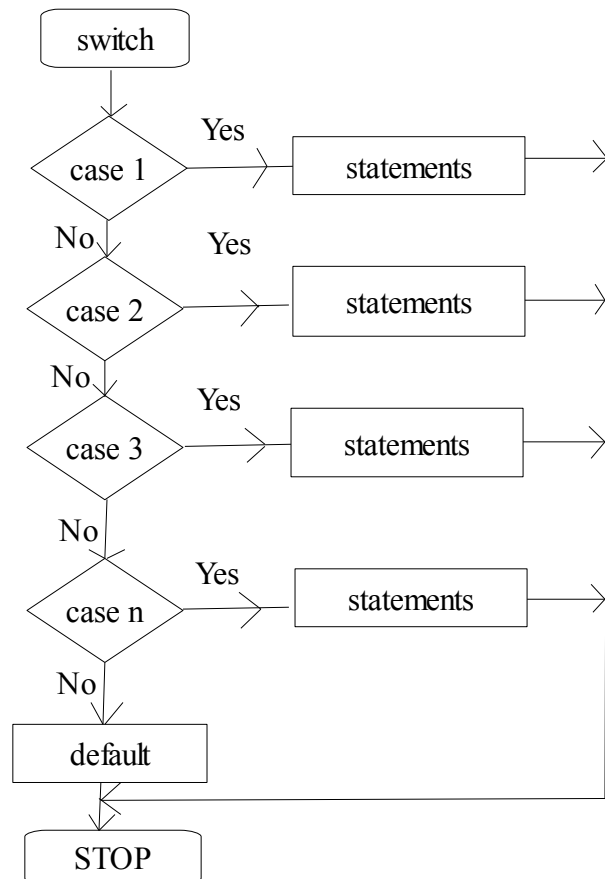 switch
Yes
case 1
statements
No
Yes
case 2
statements
No
Yes
case 3
statements
No
Yes
case n
statements
No
default
STOP